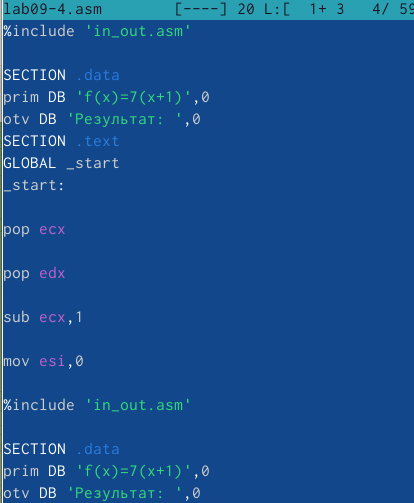 lab09-4.asm [----] 20 L:[ 1+ 3 4/ 59
%include 'in_out.asm'
SECTION .data
prim DB 'f(x)=7(x+1)',0
otv DB 'Результат: ',0
SECTION .text
GLOBAL _start
_start:
pop ecx
pop edx
sub ecx,1
mov esi,0
%include 'in_out.asm'
SECTION .data
prim DB 'f(x)=7(x+1)',0
otv DB 'Результат: ',0